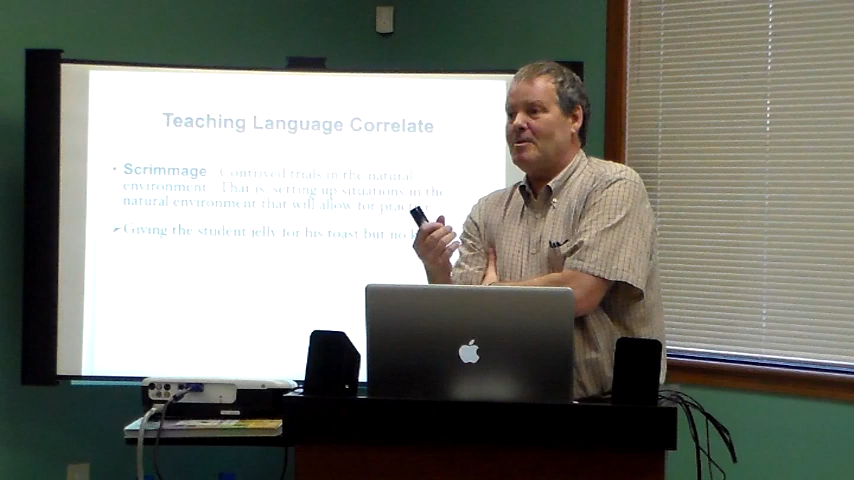 Teaching Language Correlate
• Scrimmage Contrived trials in the natural
environment. That is, setting up situations in the
natural environment that will allow for
➢ Giving the student jelly for his toast but no